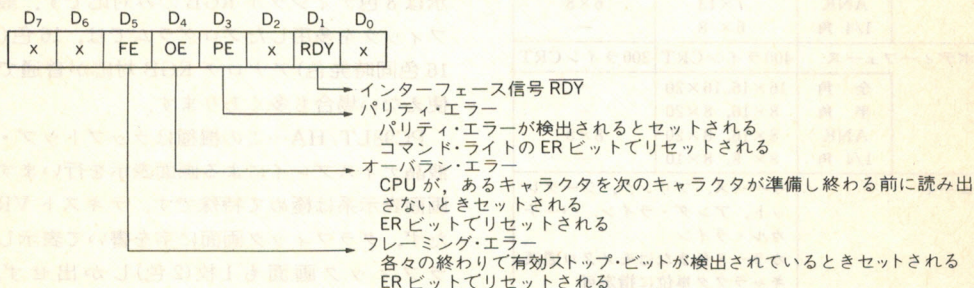 D₇ D₆ D₅ D₄ D₃ D₂ D₁ D₀
x x FE OE PE x RDY x
インターフェース信号 R̅D̅Y̅
パリティ・エラー
パリティ・エラーが検出されるとセットされる
コマンド・ライトの ER ビットでリセットされる
オーバラン・エラー
CPU が，あるキャラクタを次のキャラクタが準備し終わる前に読み出
さないときセットされる
ER ビットでリセットされる
フレーミング・エラー
各々の終わりで有効ストップ・ビットが検出されているときセットされる
ER ビットでリセットされる